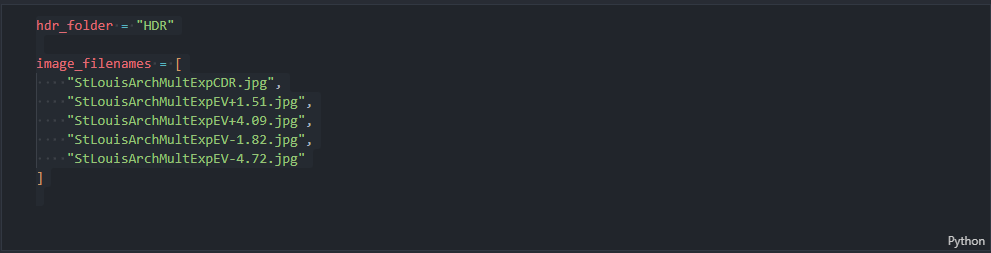 hdr_folder = "HDR"
image_filenames = [
"StLouisArchMultExpCDR.jpg",
"StLouisArchMultExpEV+1.51.jpg",
"StLouisArchMultExpEV+4.09.jpg",
"StLouisArchMultExpEV-1.82.jpg",
"StLouisArchMultExpEV-4.72.jpg"
]
Python